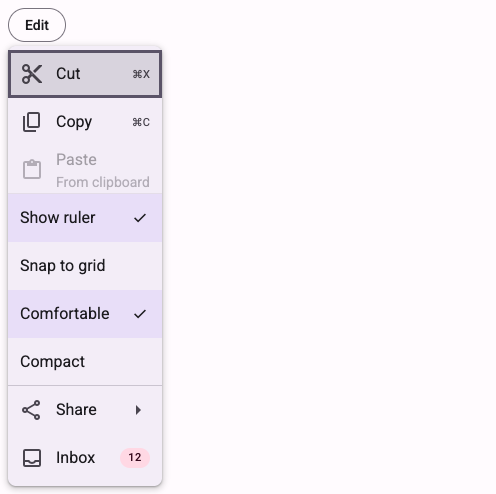 Edit
Cut ⌘X
Copy ⌘C
Paste
From clipboard
Show ruler
Snap to grid
Comfortable
Compact
Share
Inbox 12